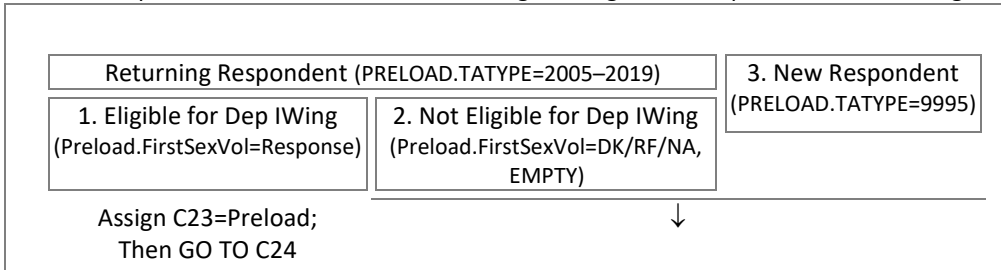 Returning Respondent (PRELOAD.TATYPE=2005–2019)
1. Eligible for Dep IWing
(Preload.FirstSexVol=Response)
2. Not Eligible for Dep IWing
(Preload.FirstSexVol=DK/RF/NA,
EMPTY)
3. New Respondent
(PRELOAD.TATYPE=9995)
Assign C23=Preload;
Then GO TO C24
↓